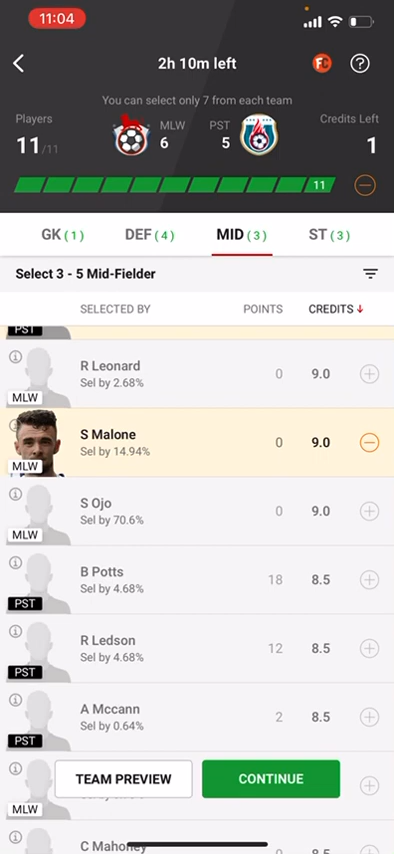 11:04
2h 10m left
FC
?
You can select only 7 from each team
Players
MLW
PST
Credits Left
11/11
6
5
1
11
GK (1)
DEF (4)
MID (3)
ST (3)
Select 3 - 5 Mid-Fielder
SELECTED BY
POINTS
CREDITS
PST
R Leonard
Sel by 2.68%
0
9.0
MLW
S Malone
Sel by 14.94%
0
9.0
MLW
S Ojo
Sel by 70.6%
0
9.0
MLW
B Potts
Sel by 4.68%
18
8.5
PST
R Ledson
Sel by 4.68%
12
8.5
PST
A Mccann
Sel by 0.64%
2
8.5
PST
TEAM PREVIEW
CONTINUE
MLW
C Mahoney
0
8.5